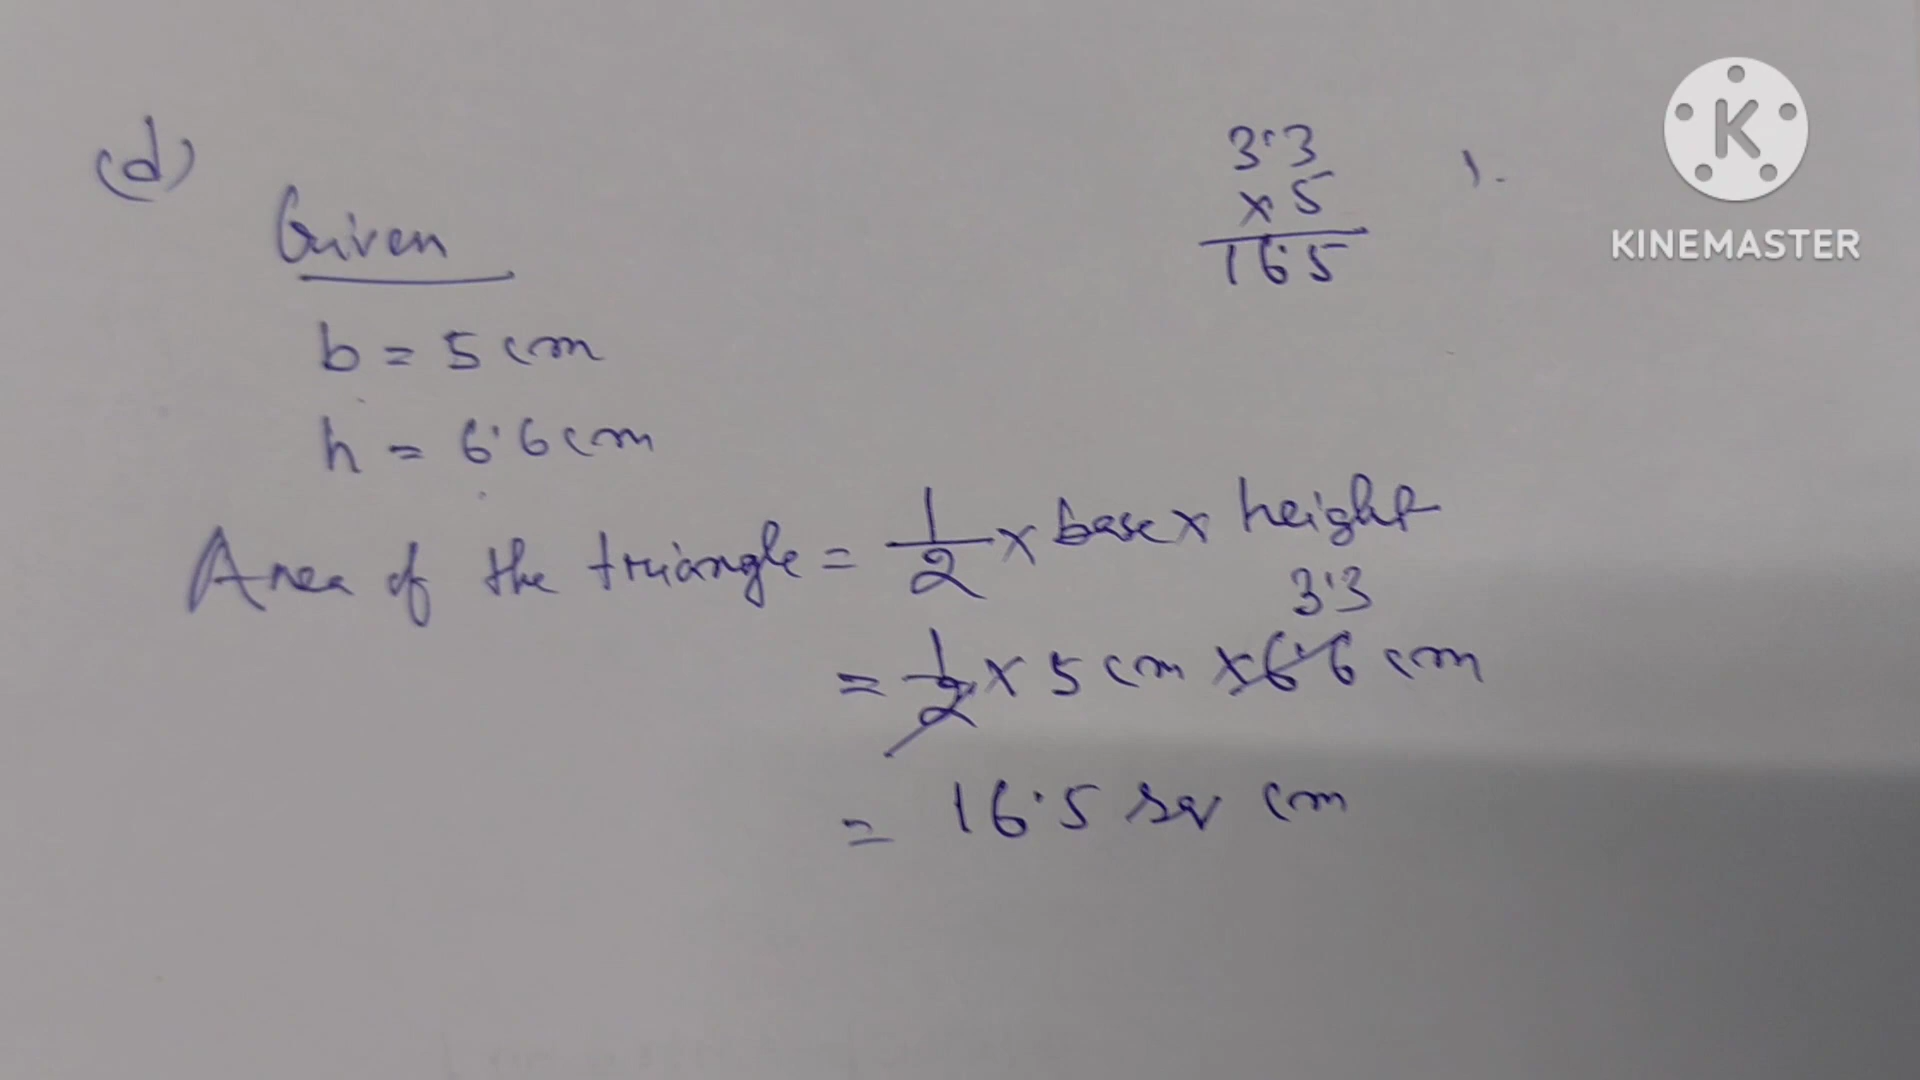 (d)
Given
3.3
× 5
16.5
1.
K
KINEMASTER
b = 5 cm
h = 6.6 cm
Area of the triangle = 1/2 × base × height
3.3
= 1/2 × 5 cm × 6.6 cm
= 16.5 sq cm